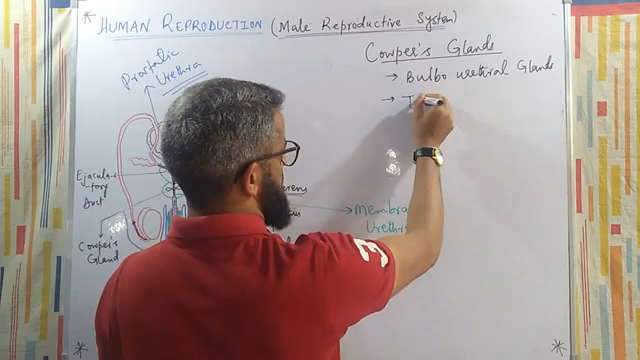 * HUMAN REPRODUCTION (Male Reproductive System) *
Cowper's Glands
→ Bulbo urethral Glands
→ I
Prostatic
Urethra
Ejacula-
tory
Duct
Cowper's
Gland
Membra
Urethr
3
*
*